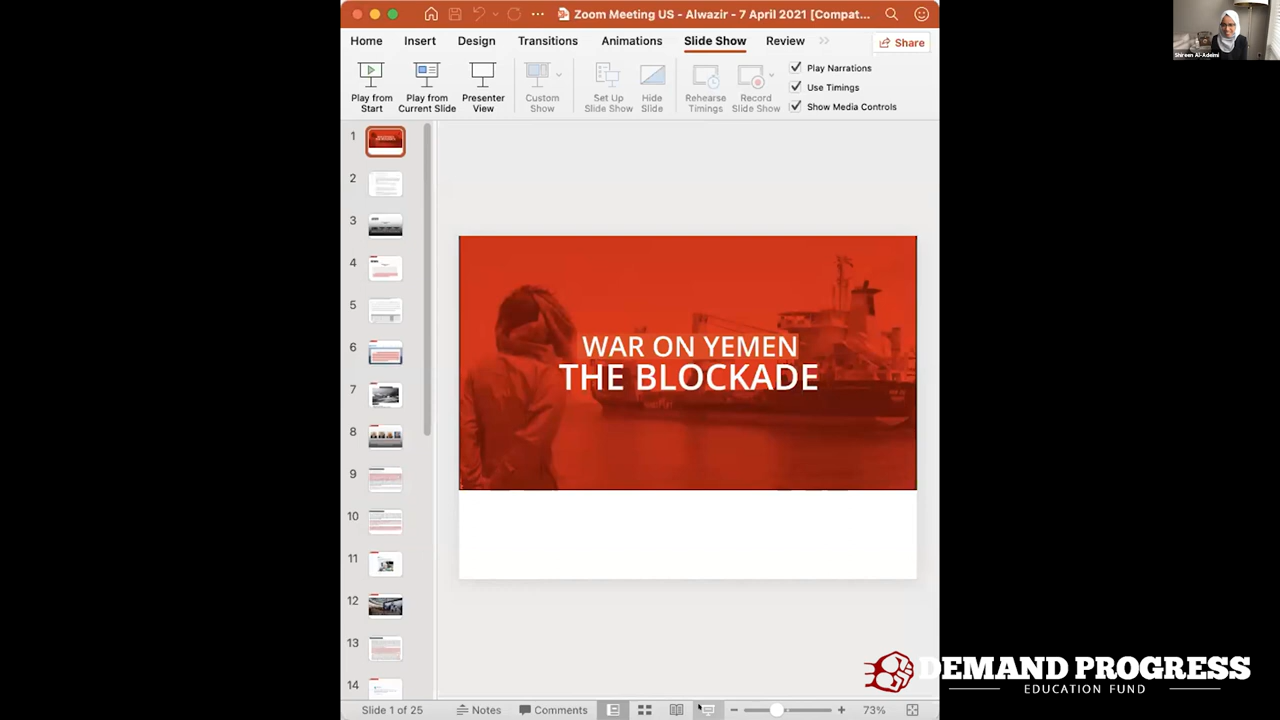 Zoom Meeting US - Alwazir - 7 April 2021 [Compat...
Shireen Al-Adeimi
Home Insert Design Transitions Animations Slide Show Review Share
Play Narrations
Use Timings
Show Media Controls
Play from Start
Play from Current Slide
Presenter View
Custom Show
Set Up Slide Show
Hide Slide
Rehearse Timings
Record Slide Show
1
2
3
4
5
6
7
8
9
10
11
12
13
14
WAR ON YEMEN
THE BLOCKADE
DEMAND PROGRESS
EDUCATION FUND
Slide 1 of 25 Notes Comments 73%